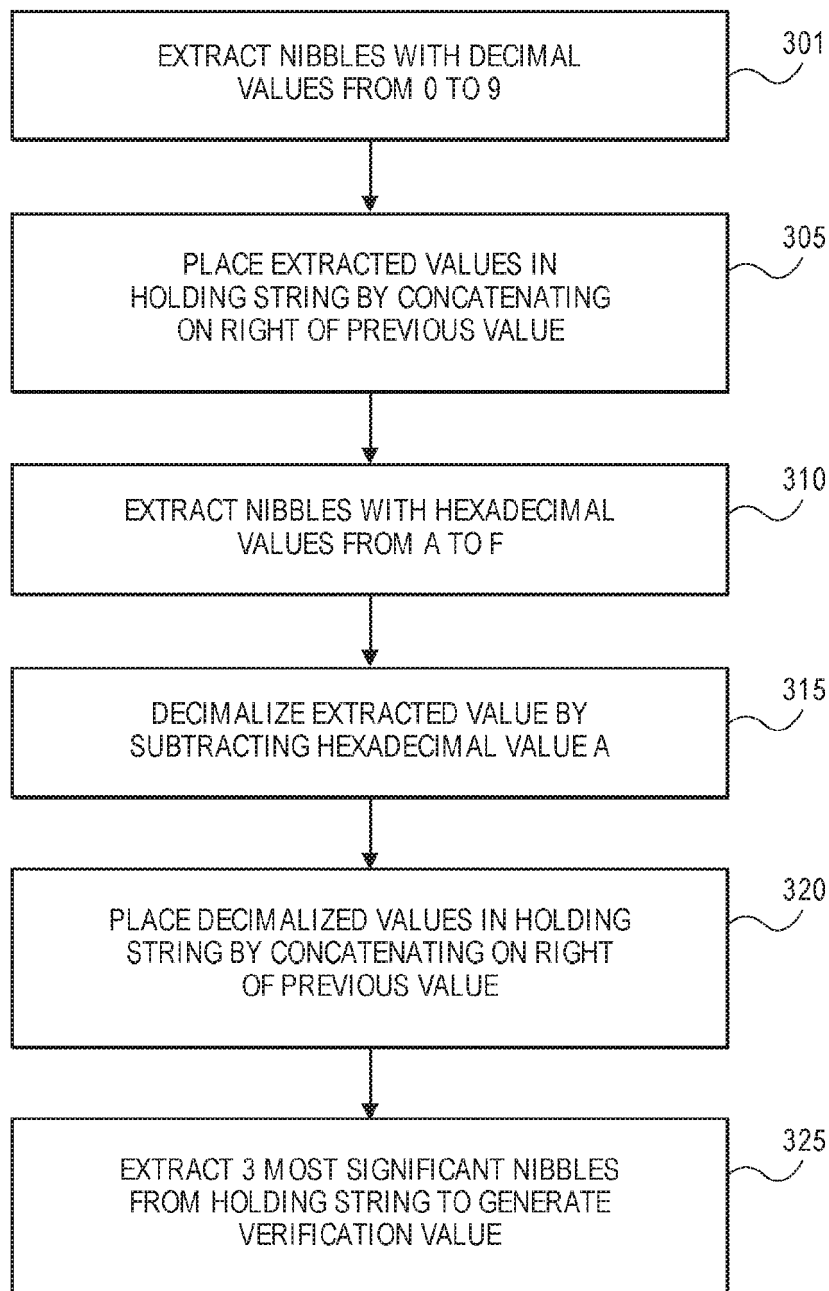 EXTRACT NIBBLES WITH DECIMAL
VALUES FROM 0 TO 9
301
PLACE EXTRACTED VALUES IN
HOLDING STRING BY CONCATENATING
ON RIGHT OF PREVIOUS VALUE
305
EXTRACT NIBBLES WITH HEXADECIMAL
VALUES FROM A TO F
310
DECIMALIZE EXTRACTED VALUE BY
SUBTRACTING HEXADECIMAL VALUE A
315
PLACE DECIMALIZED VALUES IN HOLDING
STRING BY CONCATENATING ON RIGHT
OF PREVIOUS VALUE
320
EXTRACT 3 MOST SIGNIFICANT NIBBLES
FROM HOLDING STRING TO GENERATE
VERIFICATION VALUE
325